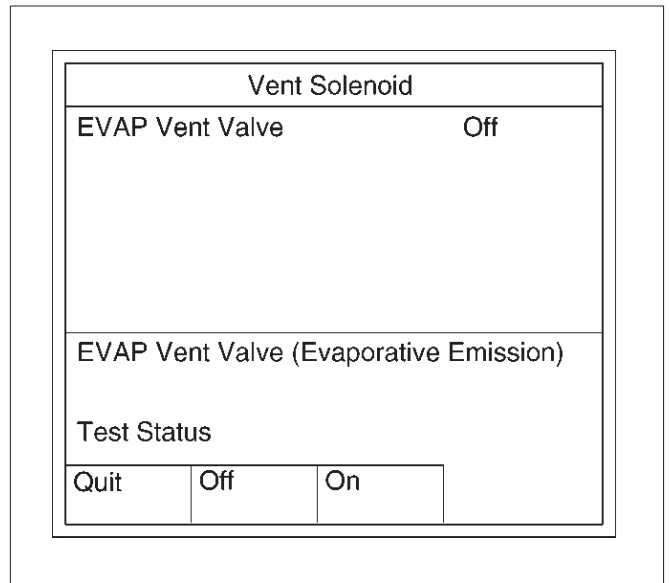 Vent Solenoid
EVAP Vent Valve Off
EVAP Vent Valve (Evaporative Emission)
Test Status
Quit Off On